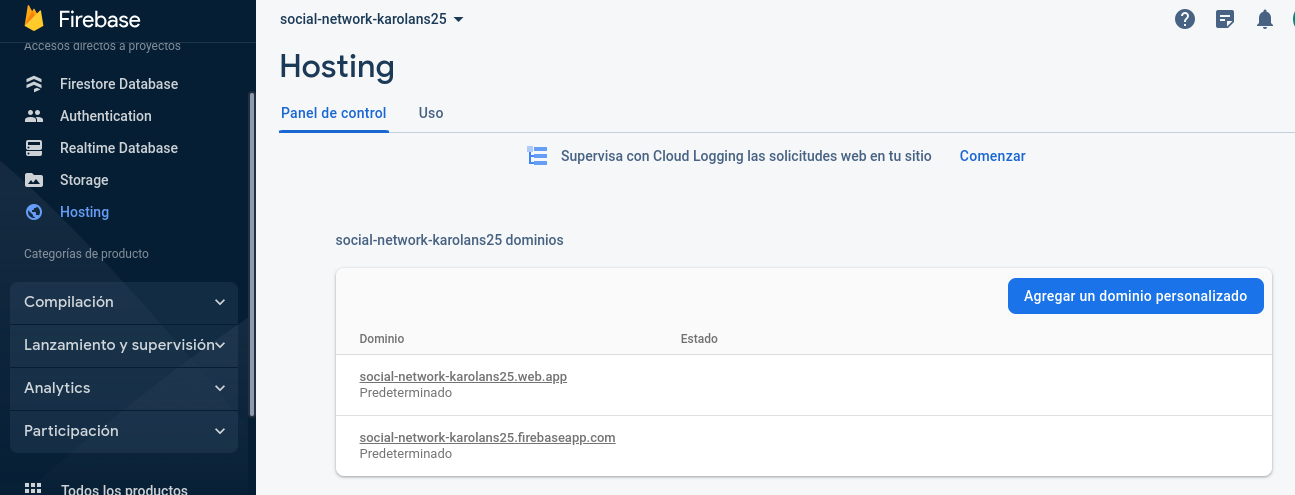 Firebase
Accesos directos a proyectos
Firestore Database
Authentication
Realtime Database
Storage
Hosting
Categorías de producto
Compilación
Lanzamiento y supervisión
Analytics
Participación
Todos los productos
social-network-karolans25
Hosting
Panel de control
Uso
Supervisa con Cloud Logging las solicitudes web en tu sitio
Comenzar
social-network-karolans25 dominios
Agregar un dominio personalizado
Dominio
Estado
social-network-karolans25.web.app
Predeterminado
social-network-karolans25.firebaseapp.com
Predeterminado